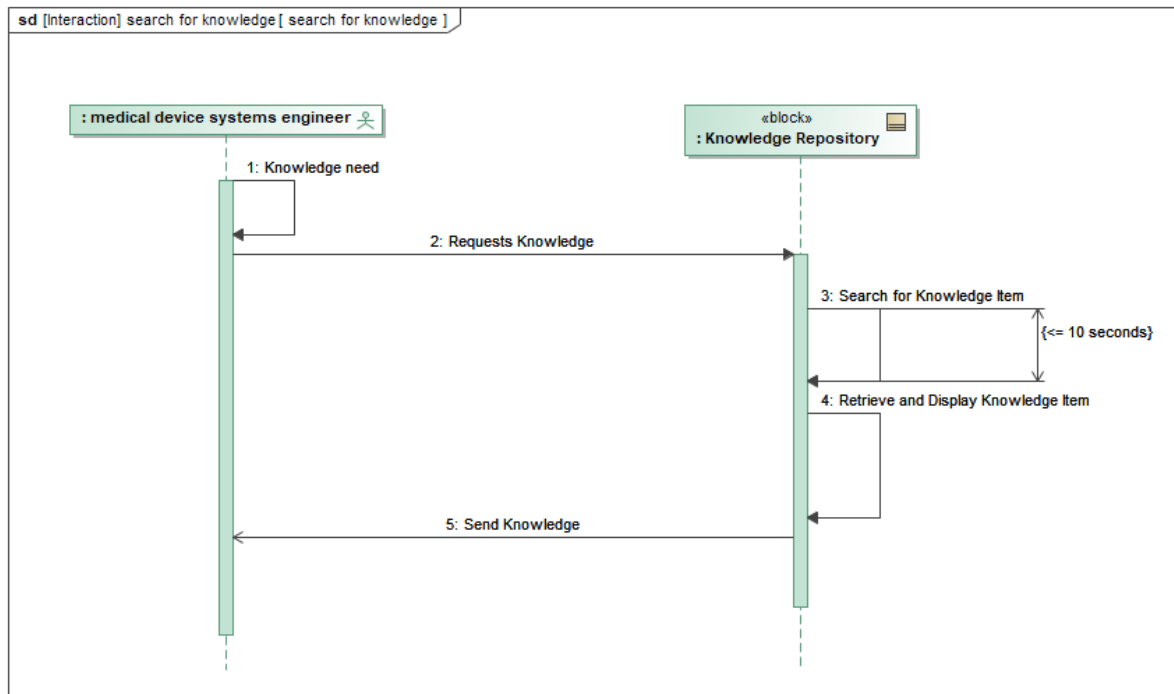 sd [Interaction] search for knowledge [ search for knowledge ]
: medical device systems engineer
«block»
: Knowledge Repository
1: Knowledge need
2: Requests Knowledge
3: Search for Knowledge Item
{<= 10 seconds}
4: Retrieve and Display Knowledge Item
5: Send Knowledge